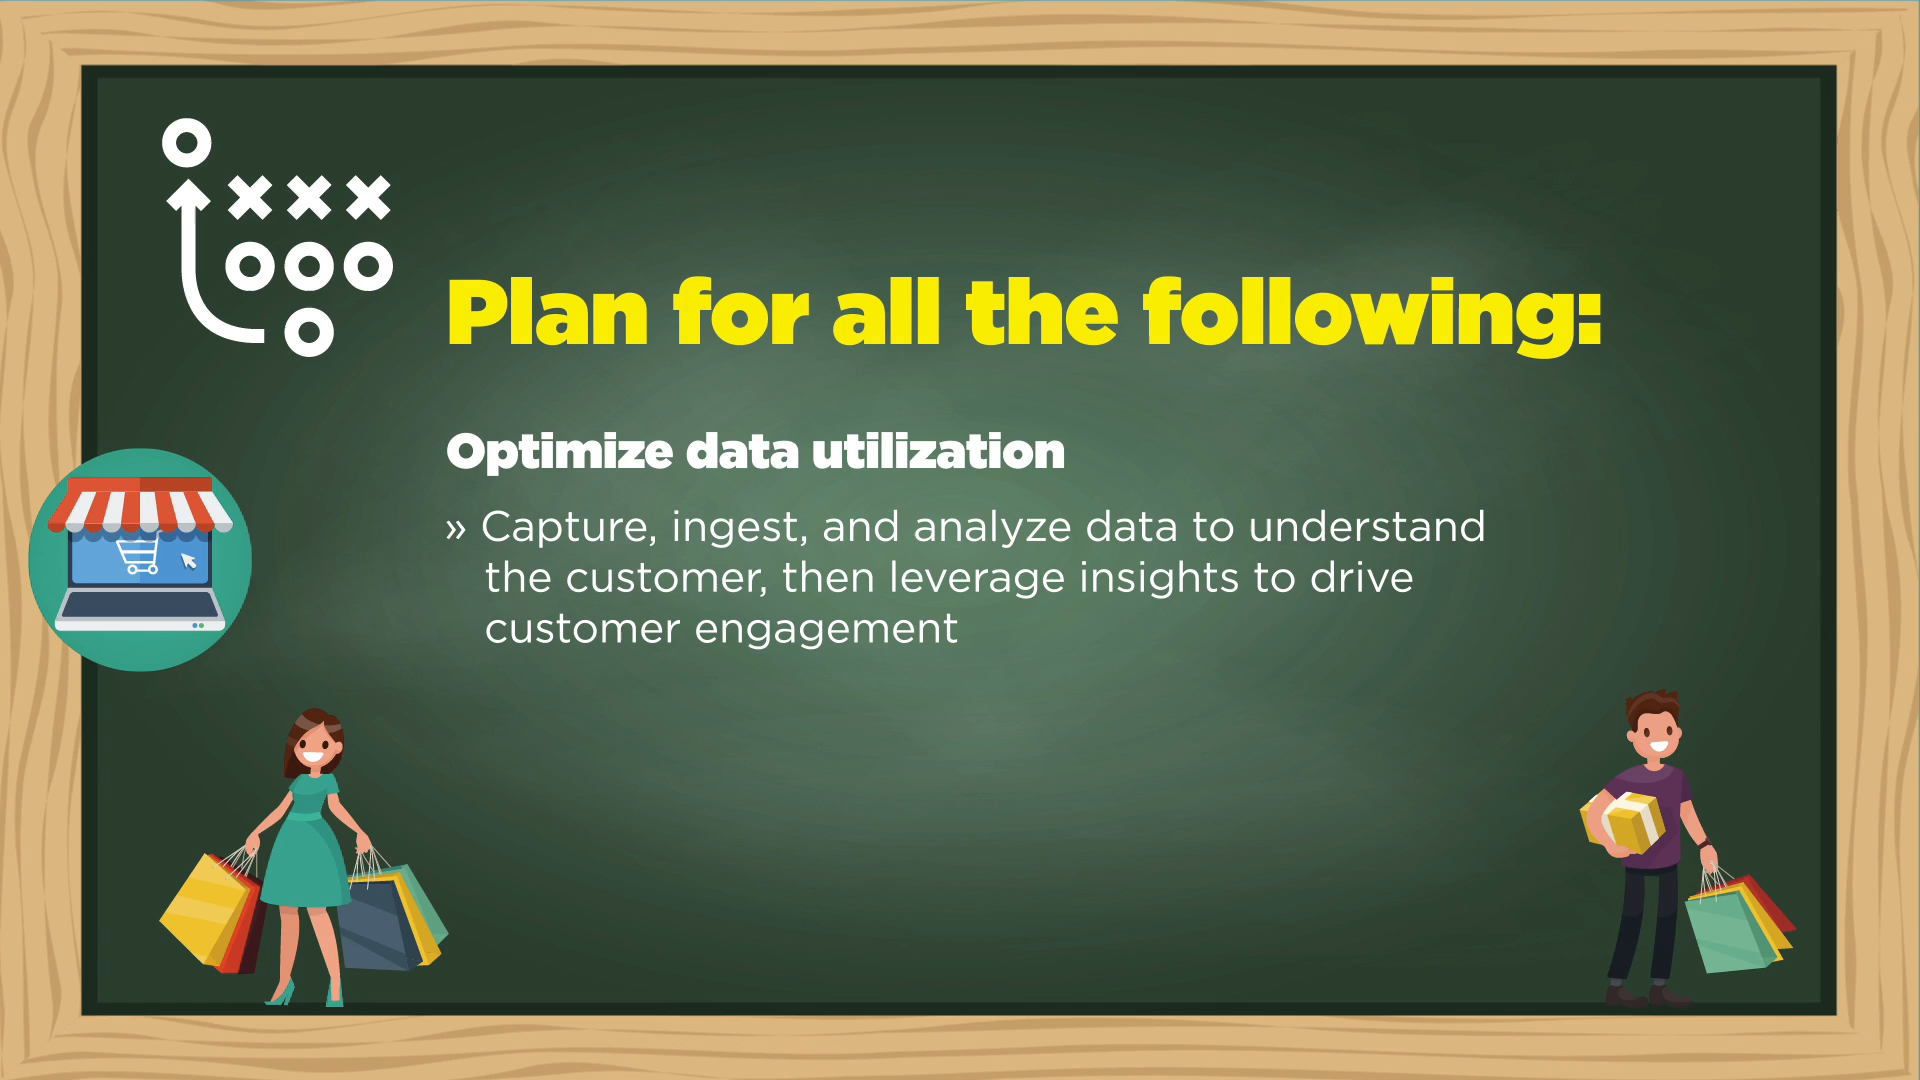 Plan for all the following:
Optimize data utilization
» Capture, ingest, and analyze data to understand
the customer, then leverage insights to drive
customer engagement